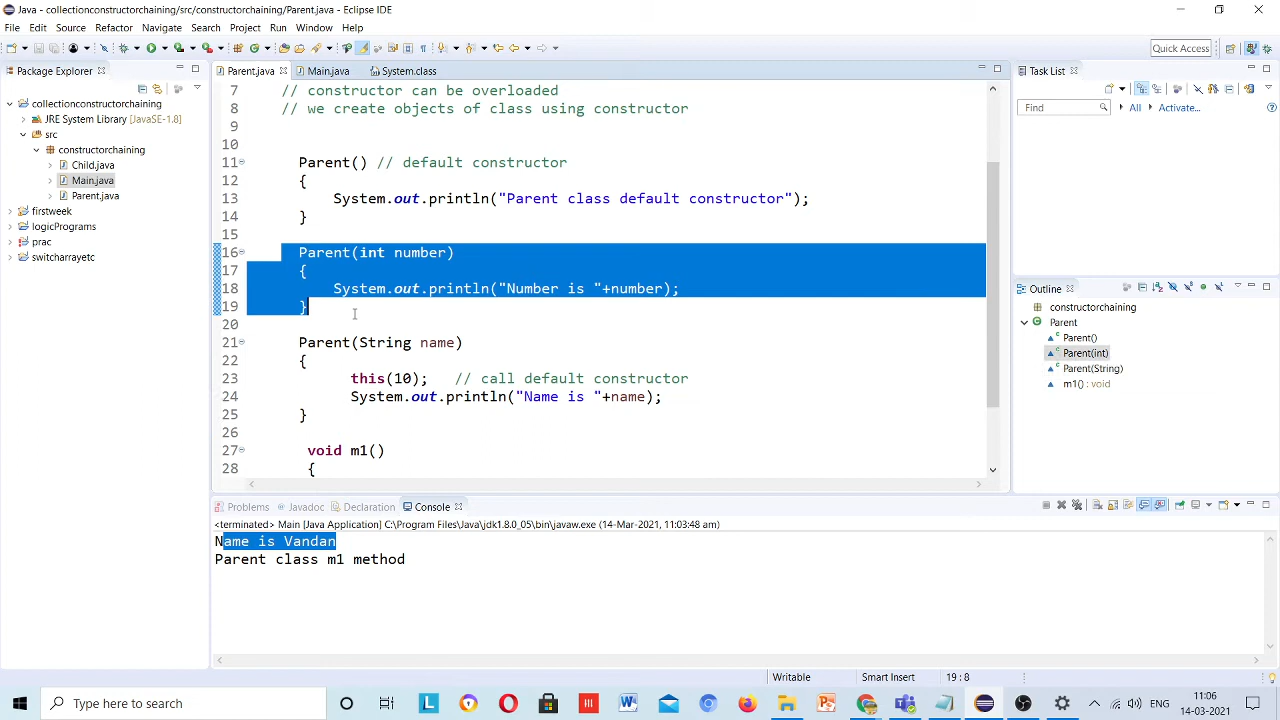 Java - collectionconstructorchaining/src/constructorchaining/Parent.java - Eclipse IDE
File Edit Source Refactor Navigate Search Project Run Window Help
Quick Access
Package Explorer
collectionconstructorchaining
JRE System Library [JavaSE-1.8]
src
constructorchaining
Child.java
Main.java
Parent.java
firstweek
logicPrograms
prac
switcharrayetc
Parent.java Main.java System.class
7 // constructor can be overloaded
8 // we create objects of class using constructor
9
10
11 Parent() // default constructor
12 {
13 System.out.println("Parent class default constructor");
14 }
15
16 Parent(int number)
17 {
18 System.out.println("Number is "+number);
19 }
20
21 Parent(String name)
22 {
23 this(10); // call default constructor
24 System.out.println("Name is "+name);
25 }
26
27 void m1()
28 {
Task List
Find All Activate...
Outline
constructorchaining
Parent
Parent()
Parent(int)
Parent(String)
m1() : void
Problems Javadoc Declaration Console
<terminated> Main [Java Application] C:\Program Files\Java\jdk1.8.0_05\bin\javaw.exe (14-Mar-2021, 11:03:48 am)
Name is Vandan
Parent class m1 method
Writable Smart Insert 19 : 8
Type here to search
ENG
11:06
14-03-2021